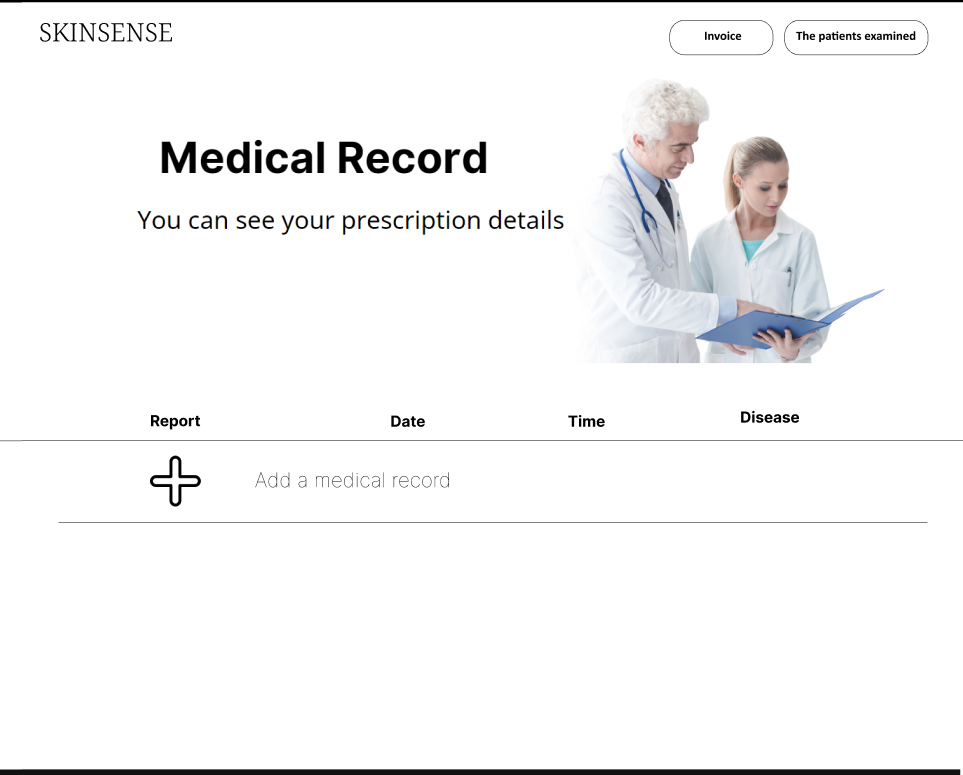 SKINSENSE
Invoice
The patients examined
Medical Record
You can see your prescription details
Report Date Time Disease
Add a medical record